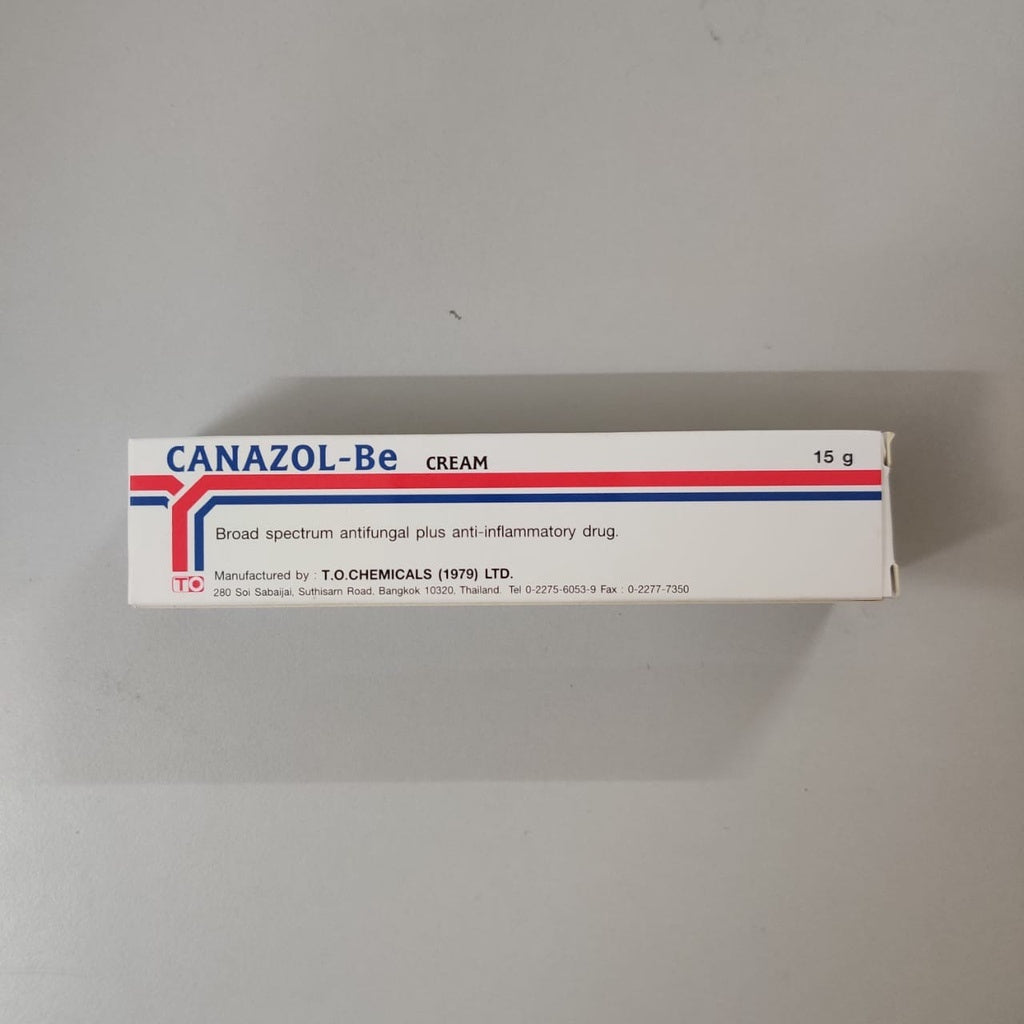 CANAZOL-Be CREAM 15 g
Broad spectrum antifungal plus anti-inflammatory drug.
TO
Manufactured by : T.O.CHEMICALS (1979) LTD.
280 Soi Sabaijai, Suthisarn Road, Bangkok 10320, Thailand. Tel 0-2275-6053-9 Fax : 0-2277-7350